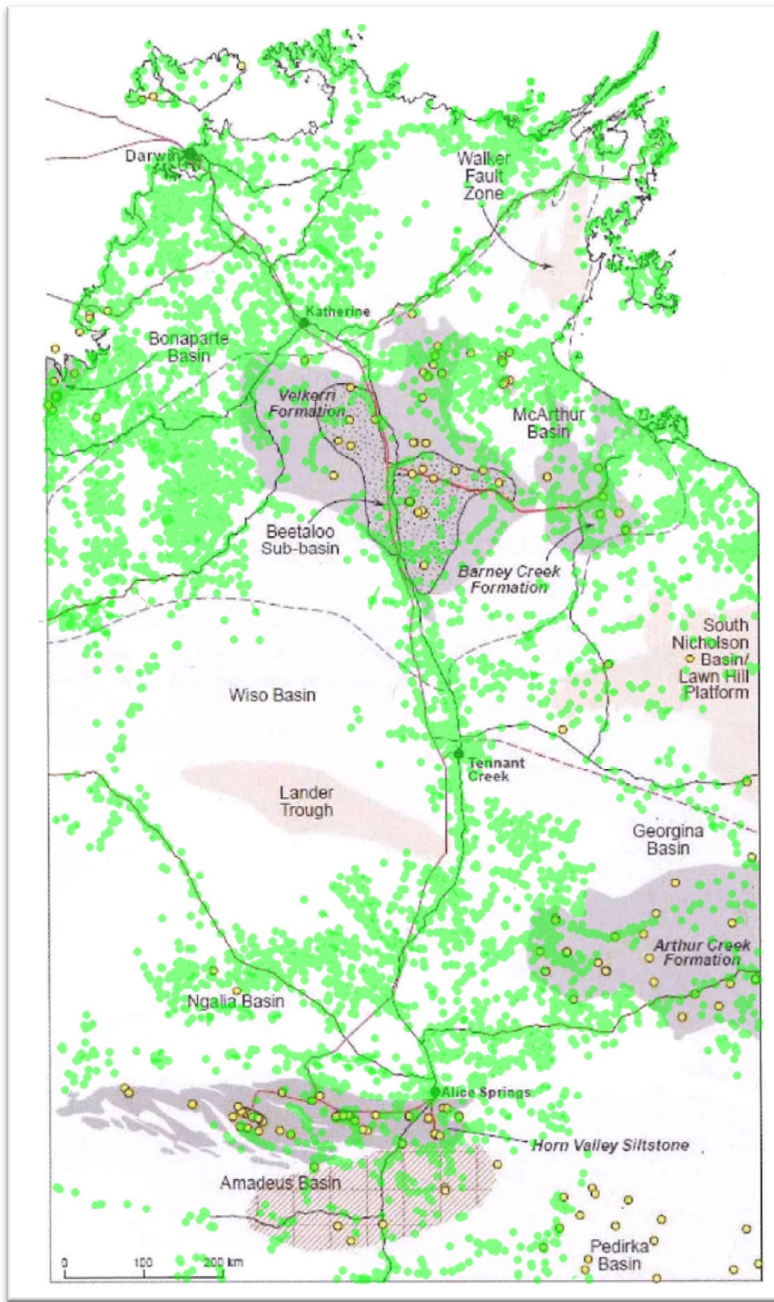 Darwin
Walker
Fault
Zone
Katherine
Bonaparte
Basin
Velkerri
Formation
McArthur
Basin
Beetaloo
Sub-basin
Barney Creek
Formation
South
Nicholson
Basin/
Lawn Hill
Platform
Wiso Basin
Tennant
Creek
Lander
Trough
Georgina
Basin
Arthur Creek
Formation
Ngalia Basin
Alice Springs
Horn Valley Siltstone
Amadeus Basin
Pedirka
Basin
0 100 200 km